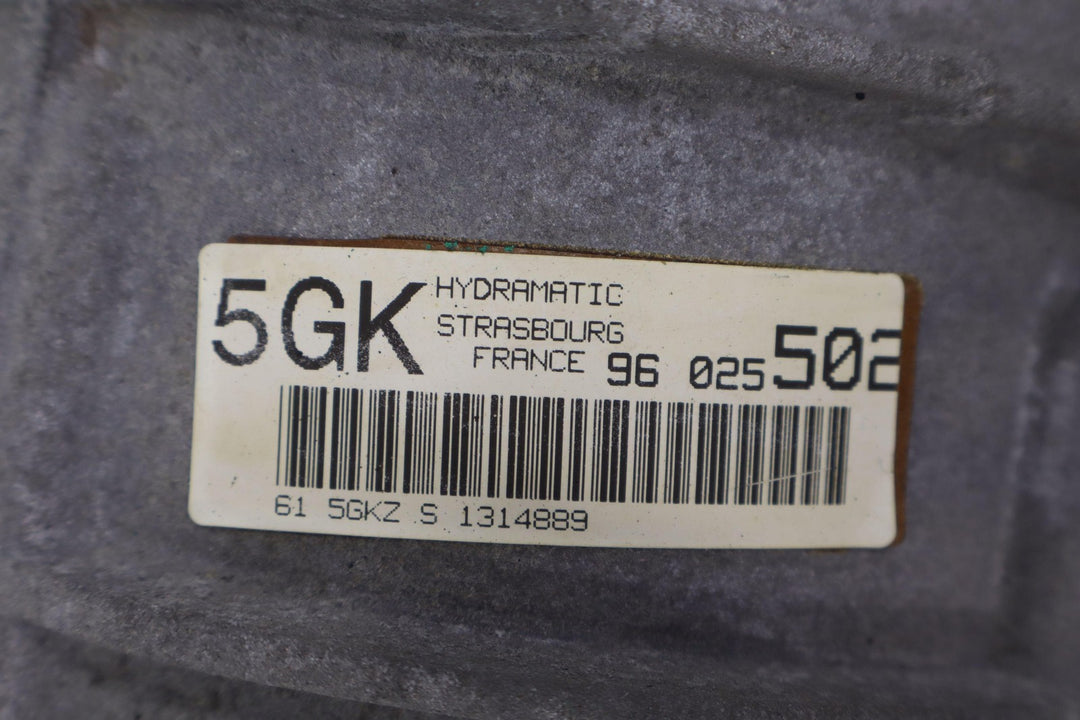 5GK HYDRAMATIC
STRASBOURG
FRANCE 96 025 502
61 5GKZ S 1314889